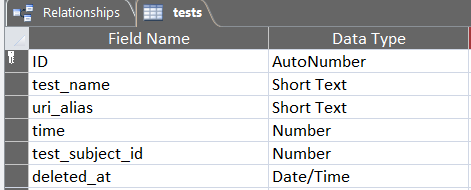 Relationships tests
Field Name Data Type
ID AutoNumber
test_name Short Text
uri_alias Short Text
time Number
test_subject_id Number
deleted_at Date/Time